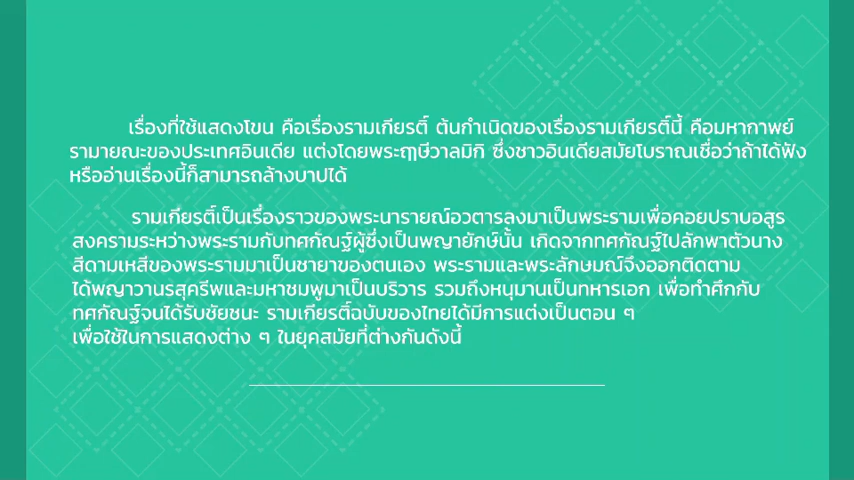 เรื่องที่ใช้แสดงโขน คือเรื่องรามเกียรติ์ ต้นกำเนิดของเรื่องรามเกียรติ์นี้ คือมหากาพย์
รามายณะของประเทศอินเดีย แต่งโดยพระฤๅษีวาลมิกิ ซึ่งชาวอินเดียสมัยโบราณเชื่อว่าถ้าได้ฟัง
หรืออ่านเรื่องนี้ก็สามารถล้างบาปได้
รามเกียรติ์เป็นเรื่องราวของพระนารายณ์อวตารลงมาเป็นพระรามเพื่อคอยปราบอสูร
สงครามระหว่างพระรามกับทศกัณฐ์ผู้ซึ่งเป็นพญายักษ์นั้น เกิดจากทศกัณฐ์ไปลักพาตัวนาง
สีดามเหสีของพระรามมาเป็นชายาของตนเอง พระรามและพระลักษมณ์จึงออกติดตาม
ได้พญาวานรสุครีพและมหาชมพูมาเป็นบริวาร รวมถึงหนุมานเป็นทหารเอก เพื่อทำศึกกับ
ทศกัณฐ์จนได้รับชัยชนะ รามเกียรติ์ฉบับของไทยได้มีการแต่งเป็นตอน ๆ
เพื่อใช้ในการแสดงต่าง ๆ ในยุคสมัยที่ต่างกันดังนี้